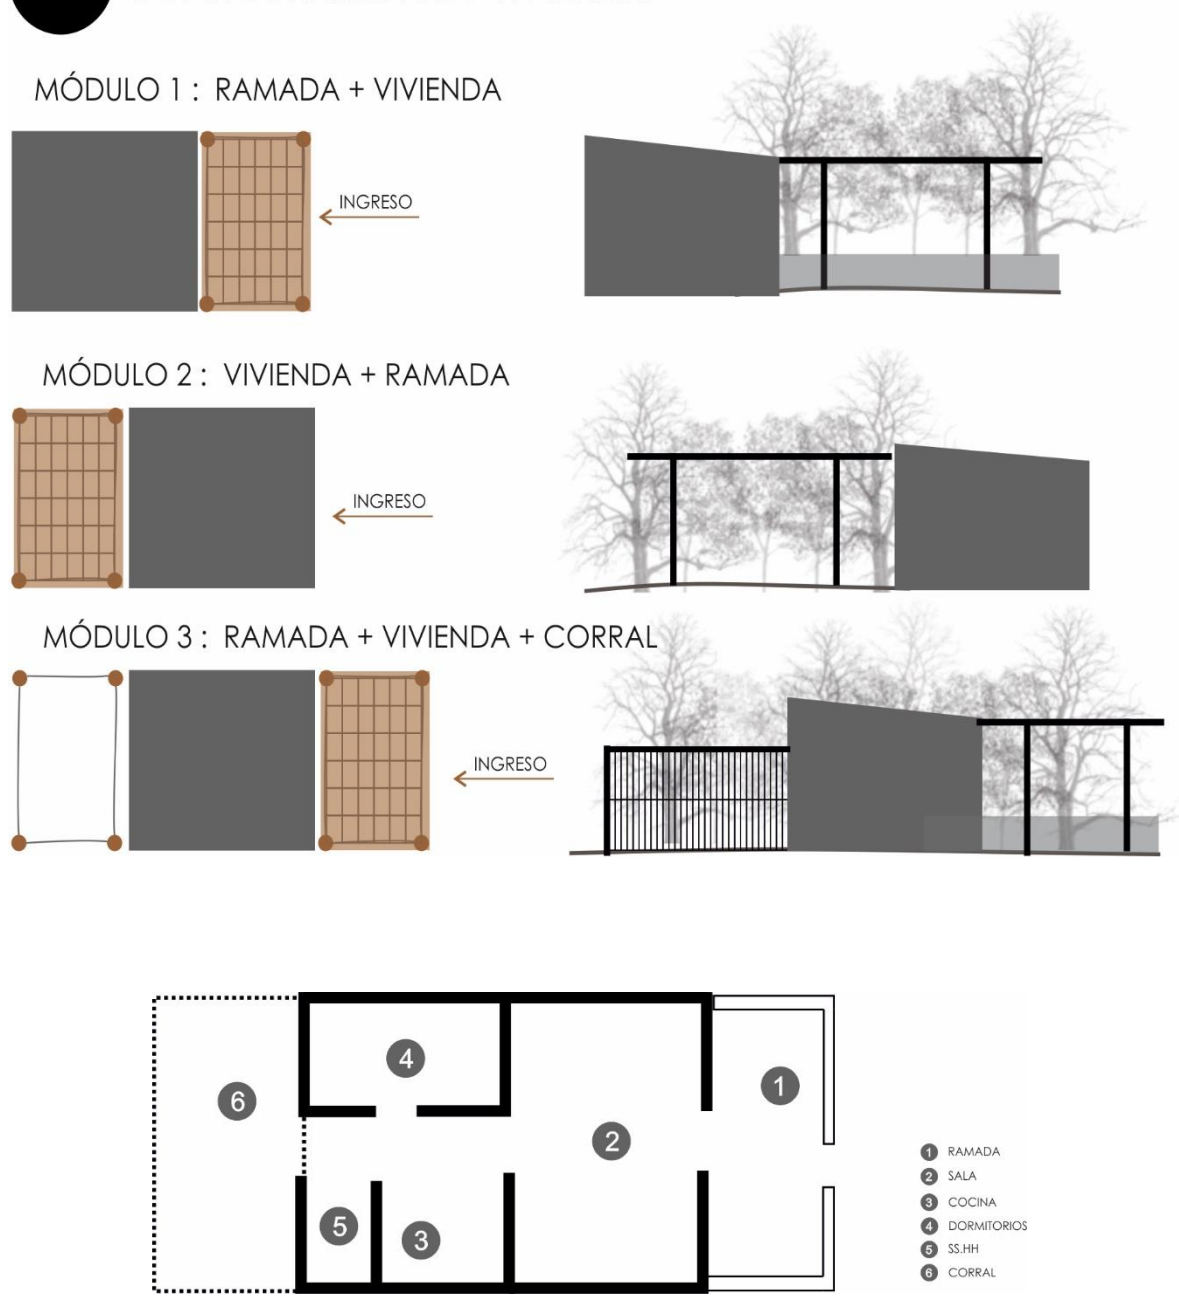 MÓDULO 1 : RAMADA + VIVIENDA
INGRESO
MÓDULO 2 : VIVIENDA + RAMADA
INGRESO
MÓDULO 3 : RAMADA + VIVIENDA + CORRAL
INGRESO
4
6
1
2
5
3
1 RAMADA
2 SALA
3 COCINA
4 DORMITORIOS
5 SS.HH
6 CORRAL